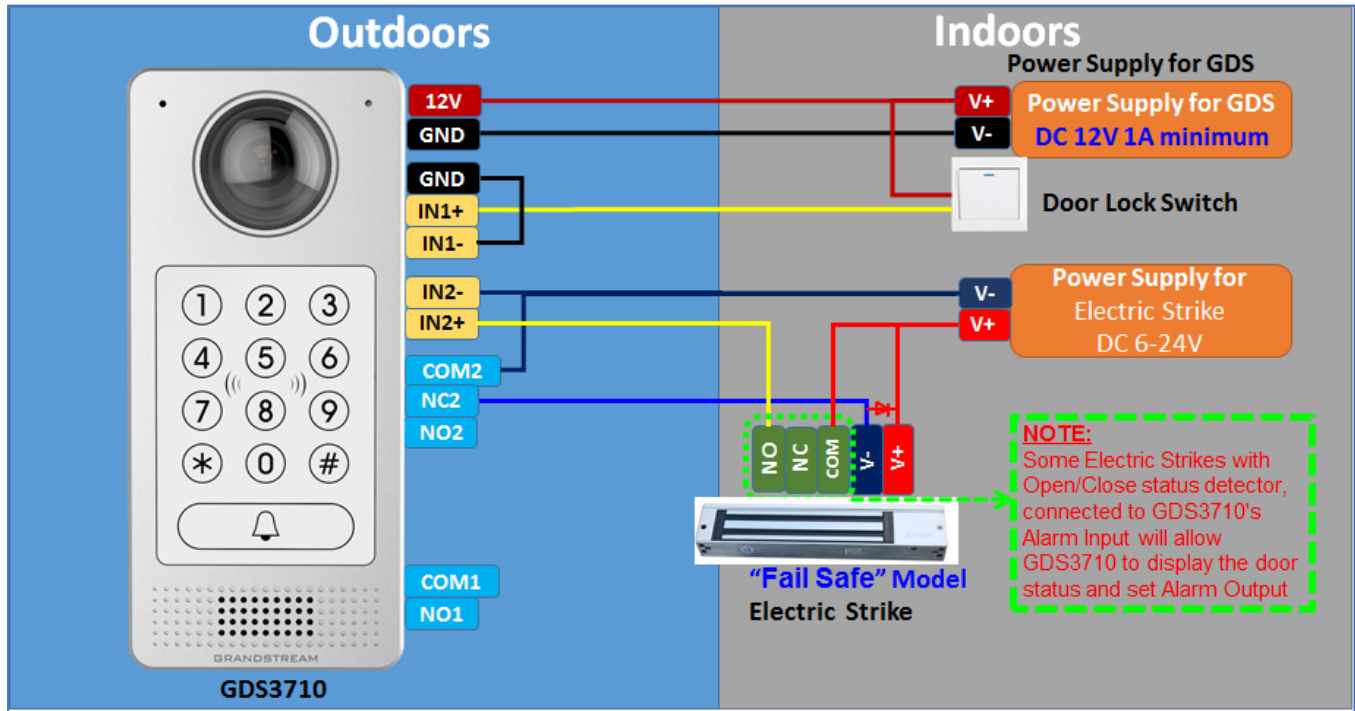 Outdoors
Indoors
Power Supply for GDS
12V
GND
GND
IN1+
IN1-
IN2-
IN2+
COM2
NC2
NO2
COM1
NO1
V+
V-
Power Supply for GDS
DC 12V 1A minimum
Door Lock Switch
V-
V+
Power Supply for
Electric Strike
DC 6-24V
1
2
3
4
5
6
7
8
9
*
0
#
GRANDSTREAM
GDS3710
NO
NC
COM
V-
V+
"Fail Safe" Model
Electric Strike
NOTE:
Some Electric Strikes with
Open/Close status detector,
connected to GDS3710's
Alarm Input will allow
GDS3710 to display the door
status and set Alarm Output